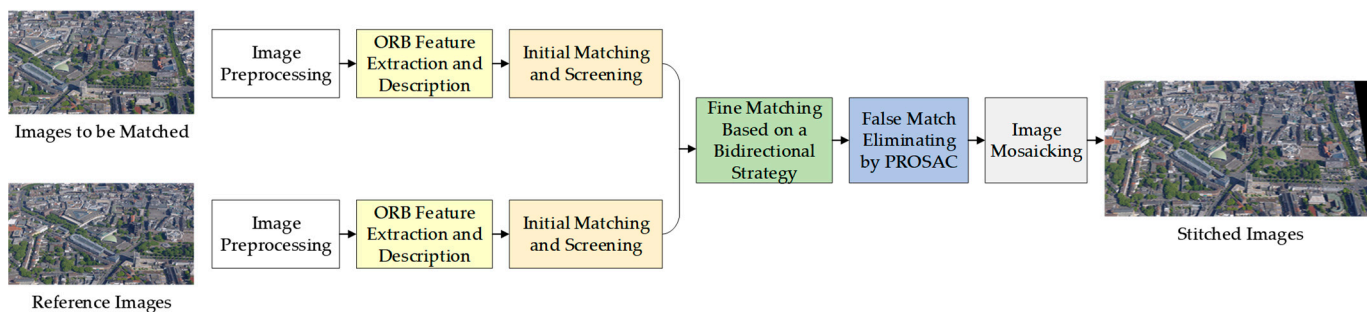 Images to be Matched
Image
Preprocessing
ORB Feature
Extraction and
Description
Initial Matching
and Screening
Reference Images
Image
Preprocessing
ORB Feature
Extraction and
Description
Initial Matching
and Screening
Fine Matching
Based on a
Bidirectional
Strategy
False Match
Eliminating
by PROSAC
Image
Mosaicking
Stitched Images